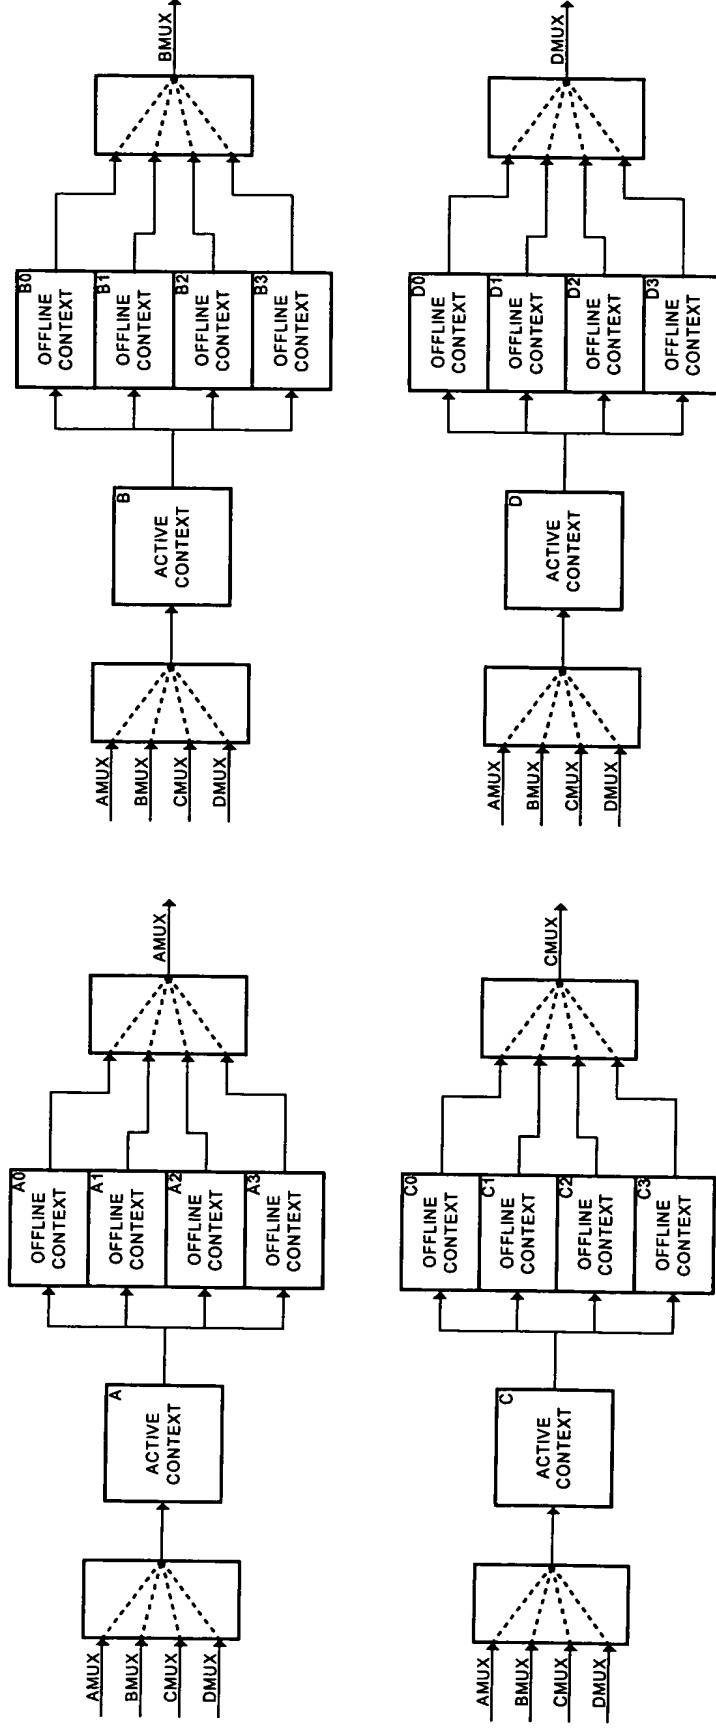 AMUX
BMUX
CMUX
DMUX
A
ACTIVE
CONTEXT
A0
OFFLINE
CONTEXT
A1
OFFLINE
CONTEXT
A2
OFFLINE
CONTEXT
A3
OFFLINE
CONTEXT
AMUX
AMUX
BMUX
CMUX
DMUX
B
ACTIVE
CONTEXT
B0
OFFLINE
CONTEXT
B1
OFFLINE
CONTEXT
B2
OFFLINE
CONTEXT
B3
OFFLINE
CONTEXT
BMUX
AMUX
BMUX
CMUX
DMUX
C
ACTIVE
CONTEXT
C0
OFFLINE
CONTEXT
C1
OFFLINE
CONTEXT
C2
OFFLINE
CONTEXT
C3
OFFLINE
CONTEXT
CMUX
AMUX
BMUX
CMUX
DMUX
D
ACTIVE
CONTEXT
D0
OFFLINE
CONTEXT
D1
OFFLINE
CONTEXT
D2
OFFLINE
CONTEXT
D3
OFFLINE
CONTEXT
DMUX